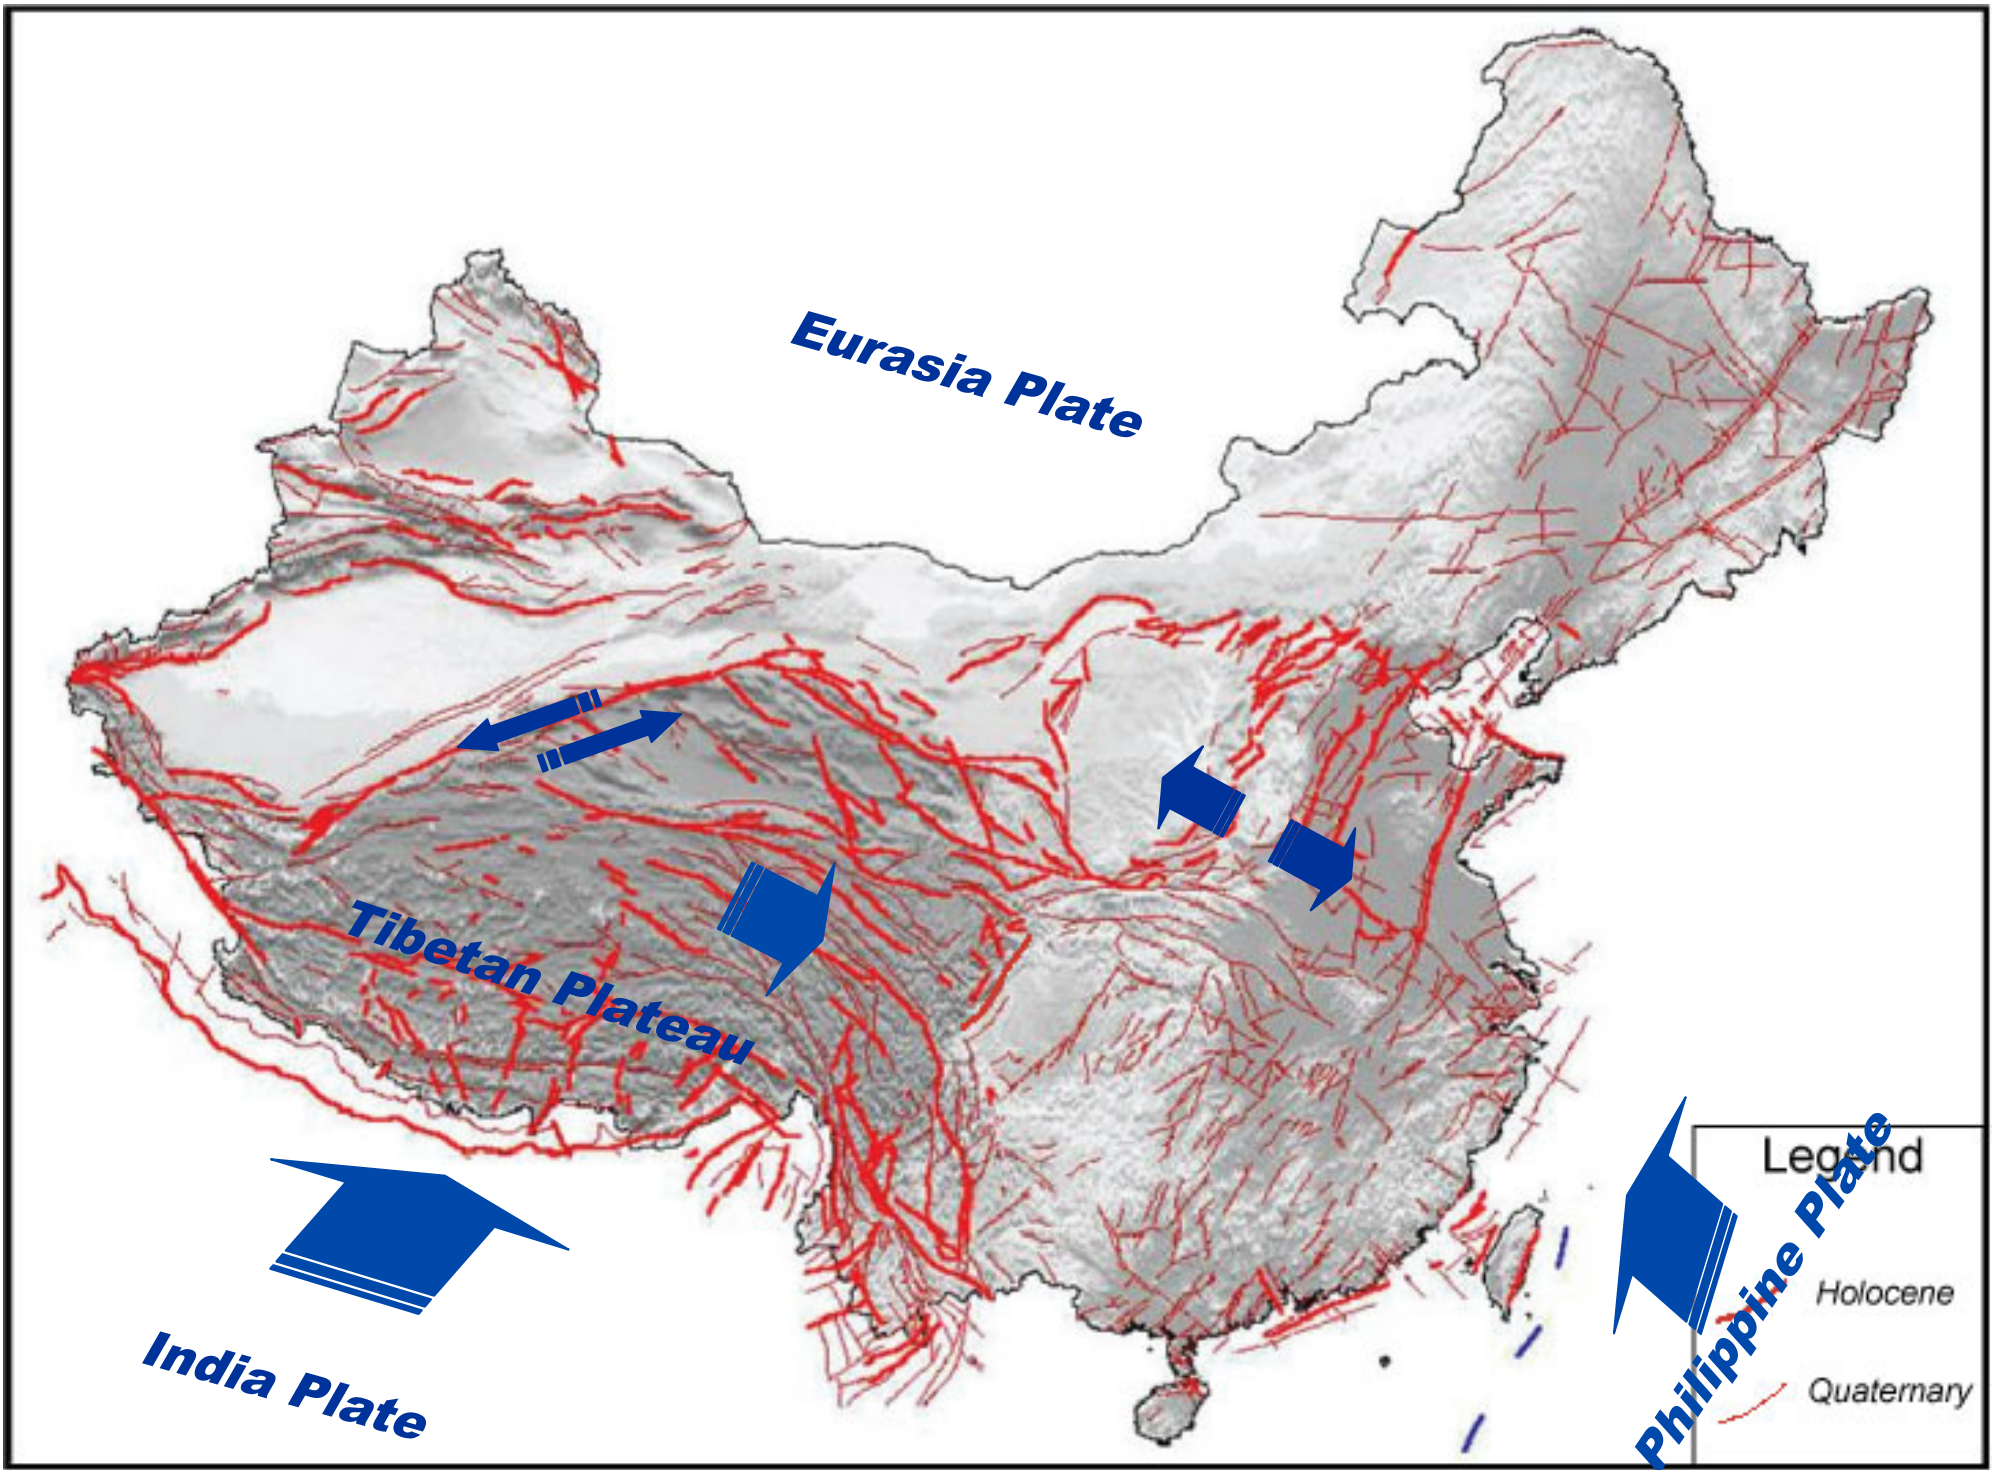 Eurasia Plate
Tibetan Plateau
India Plate
Philippine Plate
Legend
Holocene
Quaternary